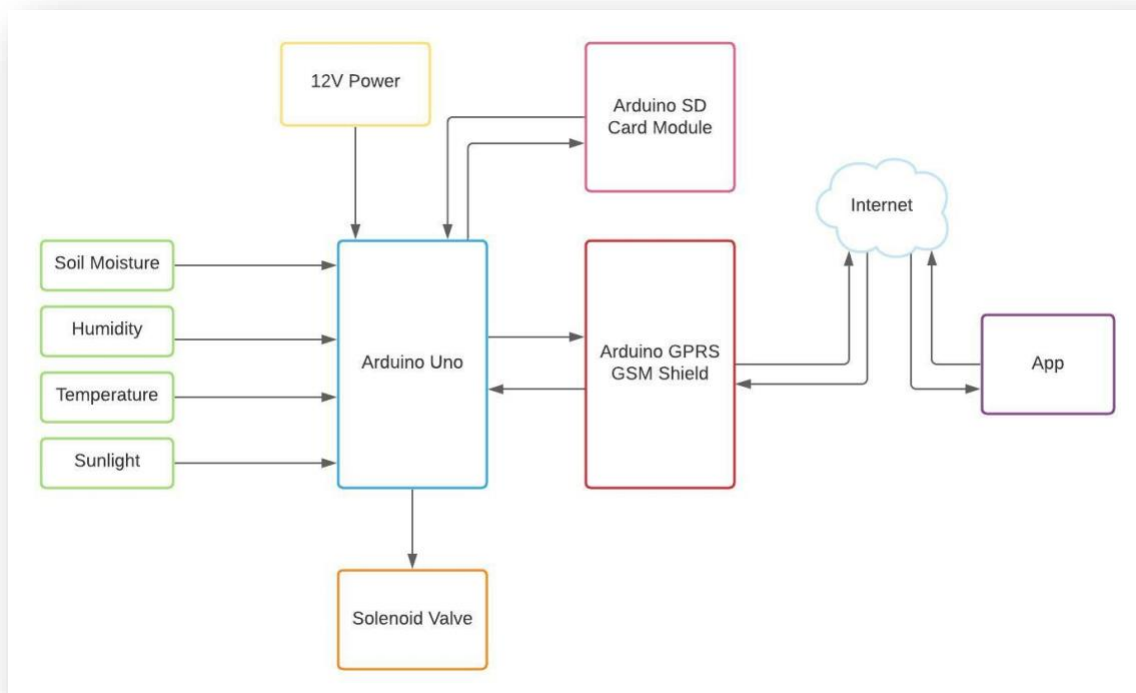 12V Power
Arduino SD
Card Module
Internet
Soil Moisture
Humidity
Temperature
Sunlight
Arduino Uno
Arduino GPRS
GSM Shield
App
Solenoid Valve